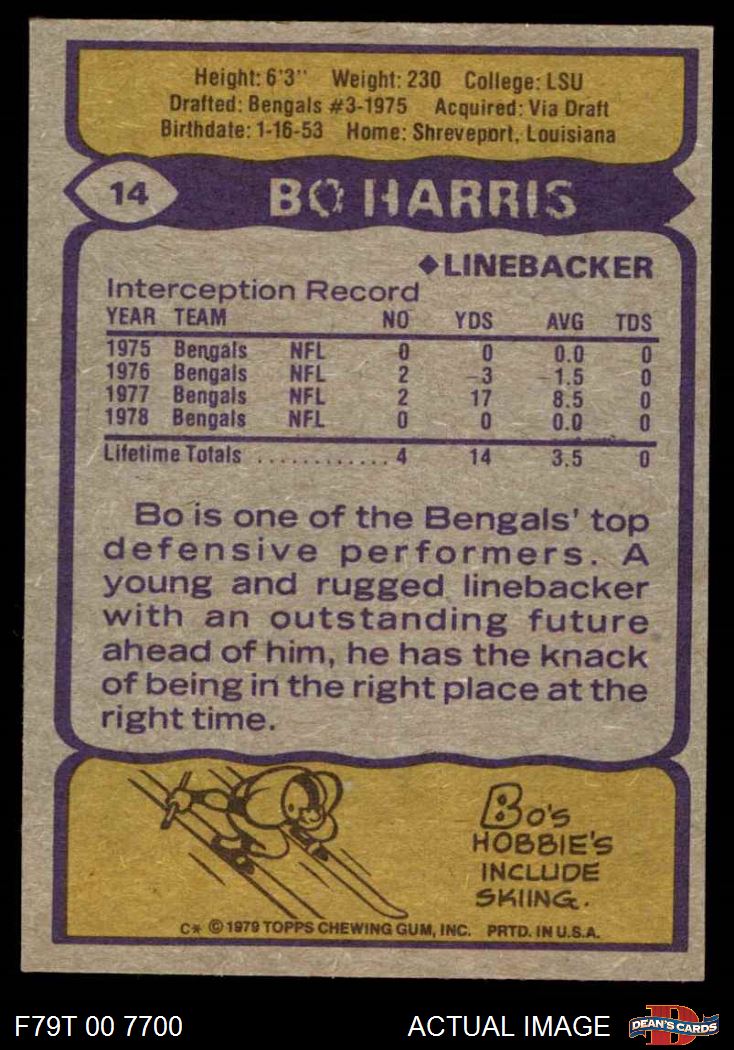 Height: 6'3" Weight: 230 College: LSU
Drafted: Bengals #3-1975 Acquired: Via Draft
Birthdate: 1-16-53 Home: Shreveport, Louisiana
14 BO HARRIS
◆LINEBACKER
Interception Record
YEAR TEAM NO YDS AVG TDS
1975 Bengals NFL 0 0 0.0 0
1976 Bengals NFL 2 -3 -1.5 0
1977 Bengals NFL 2 17 8.5 0
1978 Bengals NFL 0 0 0.0 0
Lifetime Totals ............ 4 14 3.5 0
Bo is one of the Bengals' top
defensive performers. A
young and rugged linebacker
with an outstanding future
ahead of him, he has the knack
of being in the right place at the
right time.
Bo's
HOBBIE'S
INCLUDE
SKIING.
C* © 1979 TOPPS CHEWING GUM, INC. PRTD. IN U.S.A.
F79T 00 7700 ACTUAL IMAGE D DEAN'S CARDS